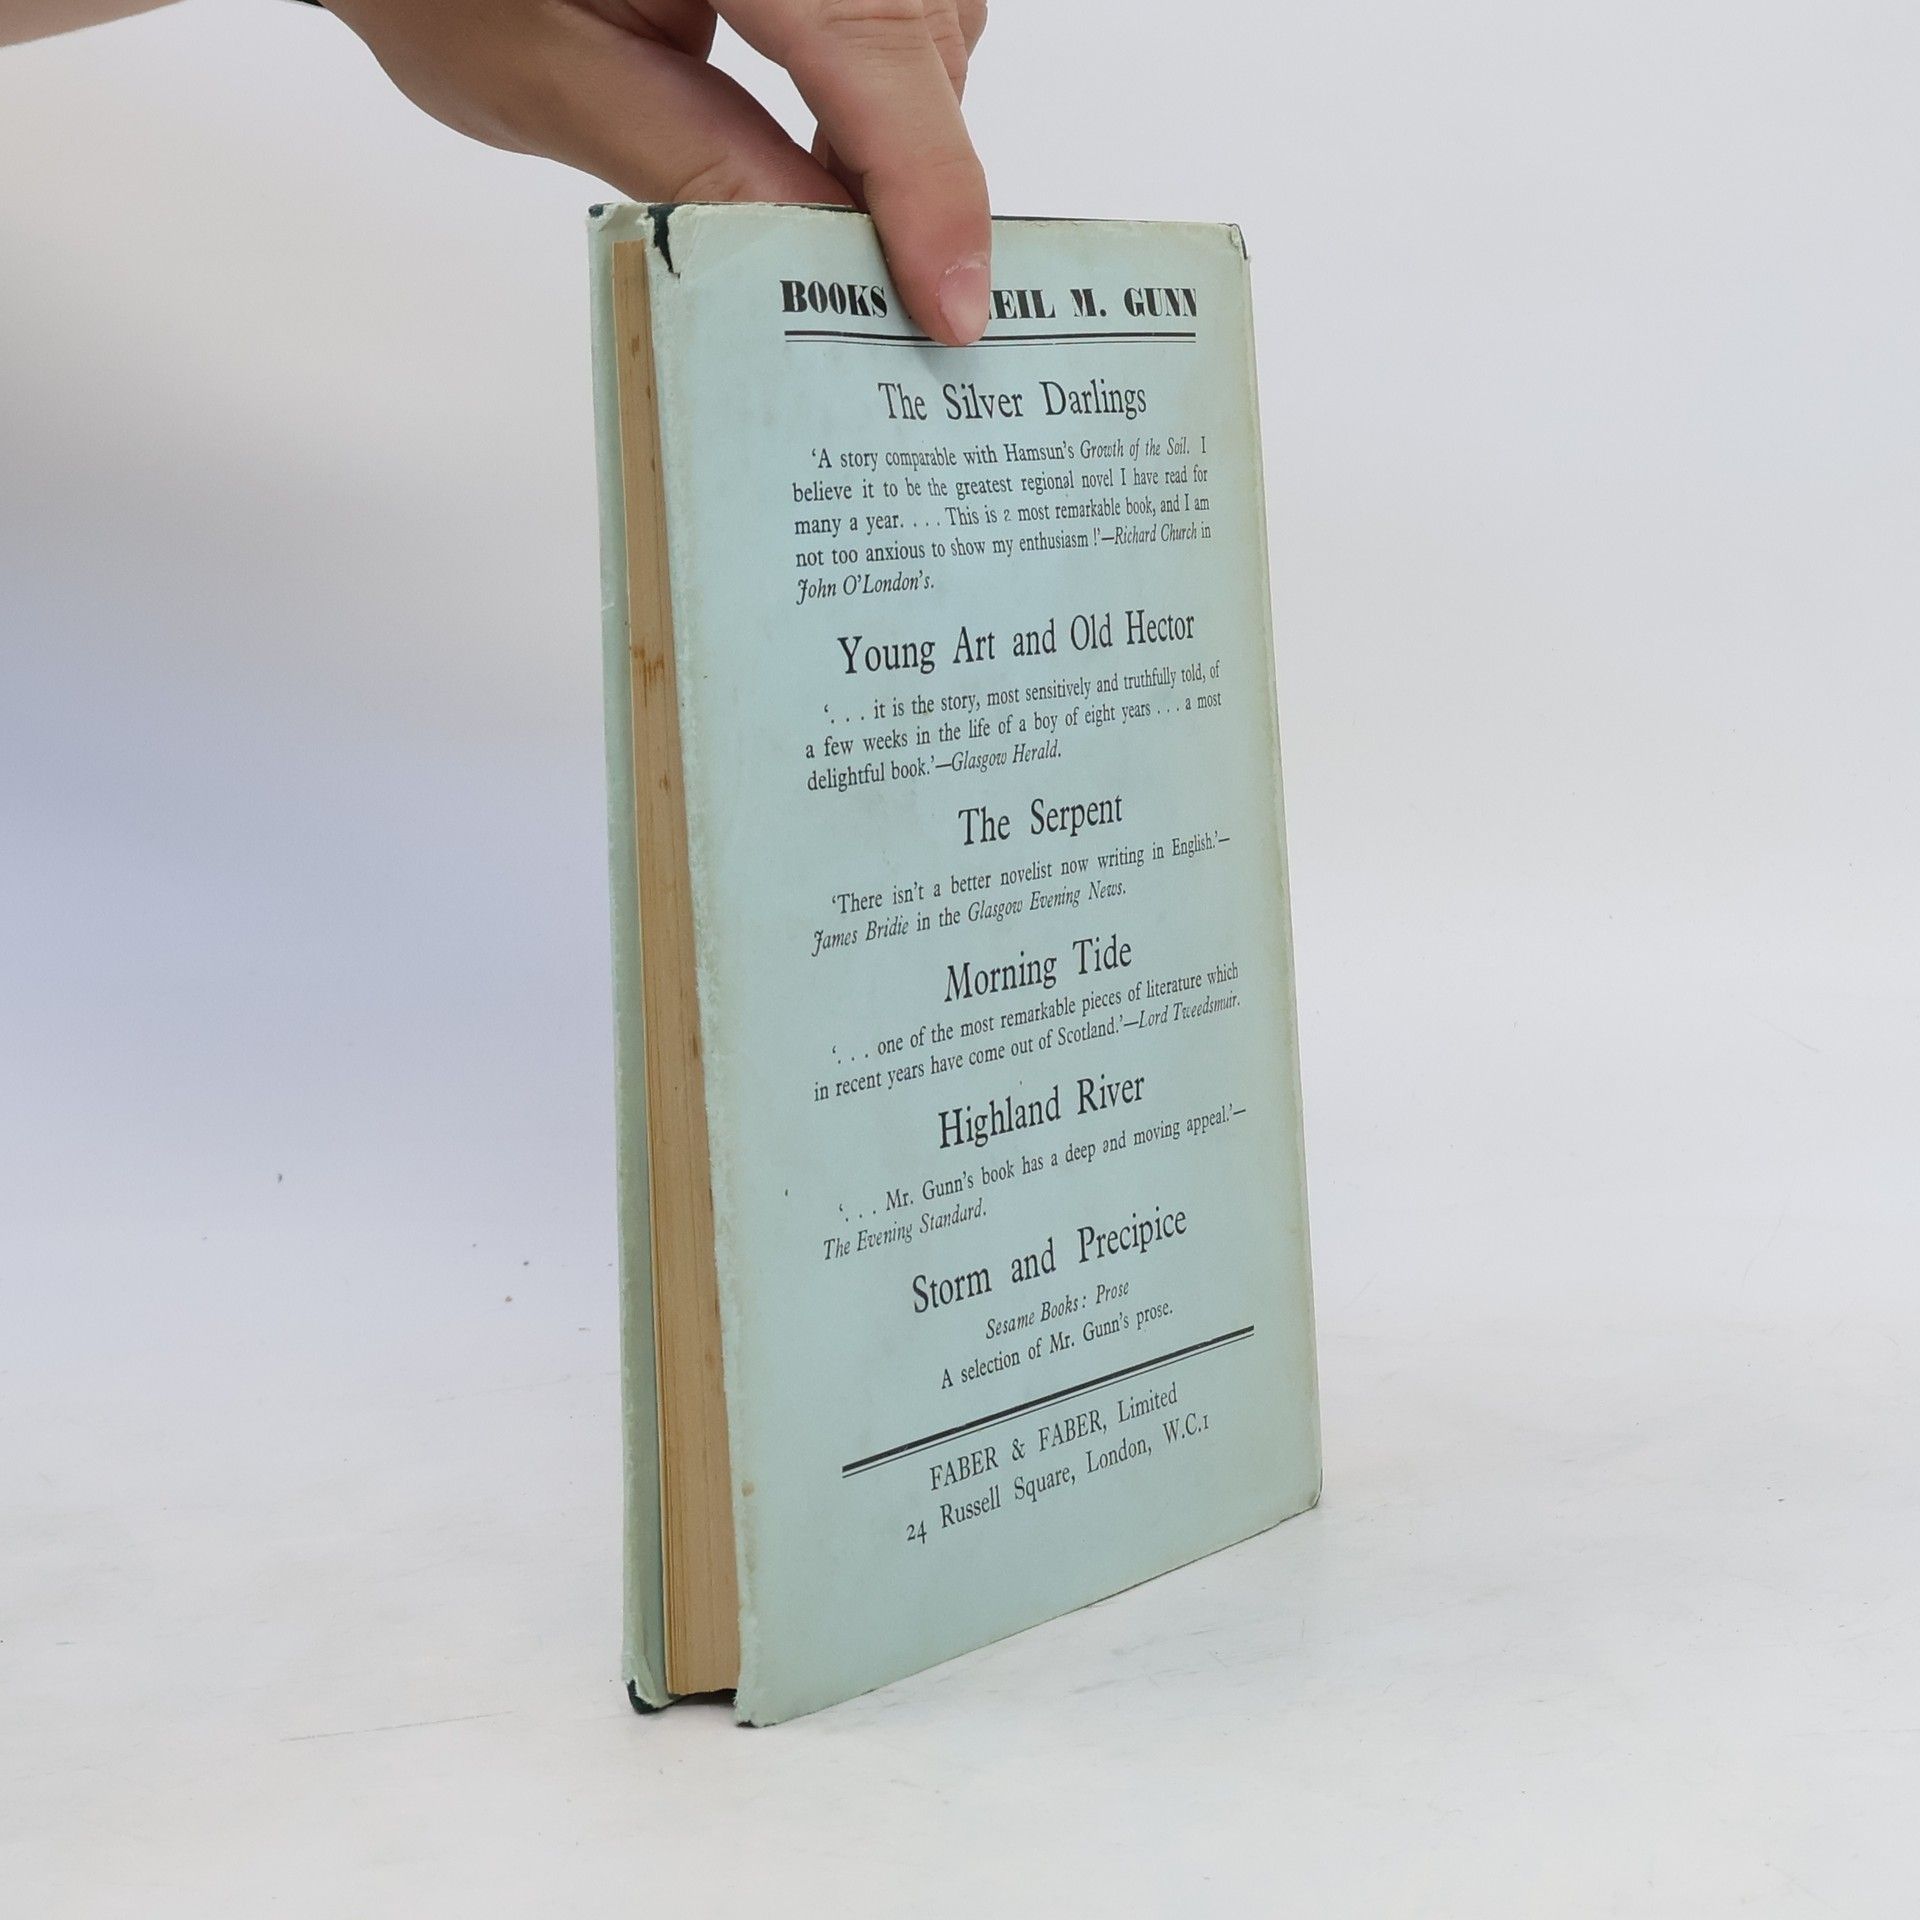 BOOKS EIL M. GUNN
The Silver Darlings
‘A story comparable with Hamsun's Growth of the Soil. I
believe it to be the greatest regional novel I have read for
many a year. . . . This is a most remarkable book, and I am
not too anxious to show my enthusiasm!’—Richard Church in
John O'London's.
Young Art and Old Hector
‘. . . it is the story, most sensitively and truthfully told, of
a few weeks in the life of a boy of eight years . . . a most
delightful book.’—Glasgow Herald.
The Serpent
‘There isn't a better novelist now writing in English.’—
James Bridie in the Glasgow Evening News.
Morning Tide
‘. . . one of the most remarkable pieces of literature which
in recent years have come out of Scotland.’—Lord Tweedsmuir.
Highland River
‘. . . Mr. Gunn's book has a deep and moving appeal.’—
The Evening Standard.
Storm and Precipice
Sesame Books: Prose
A selection of Mr. Gunn's prose.
FABER & FABER, Limited
24 Russell Square, London, W.C.1